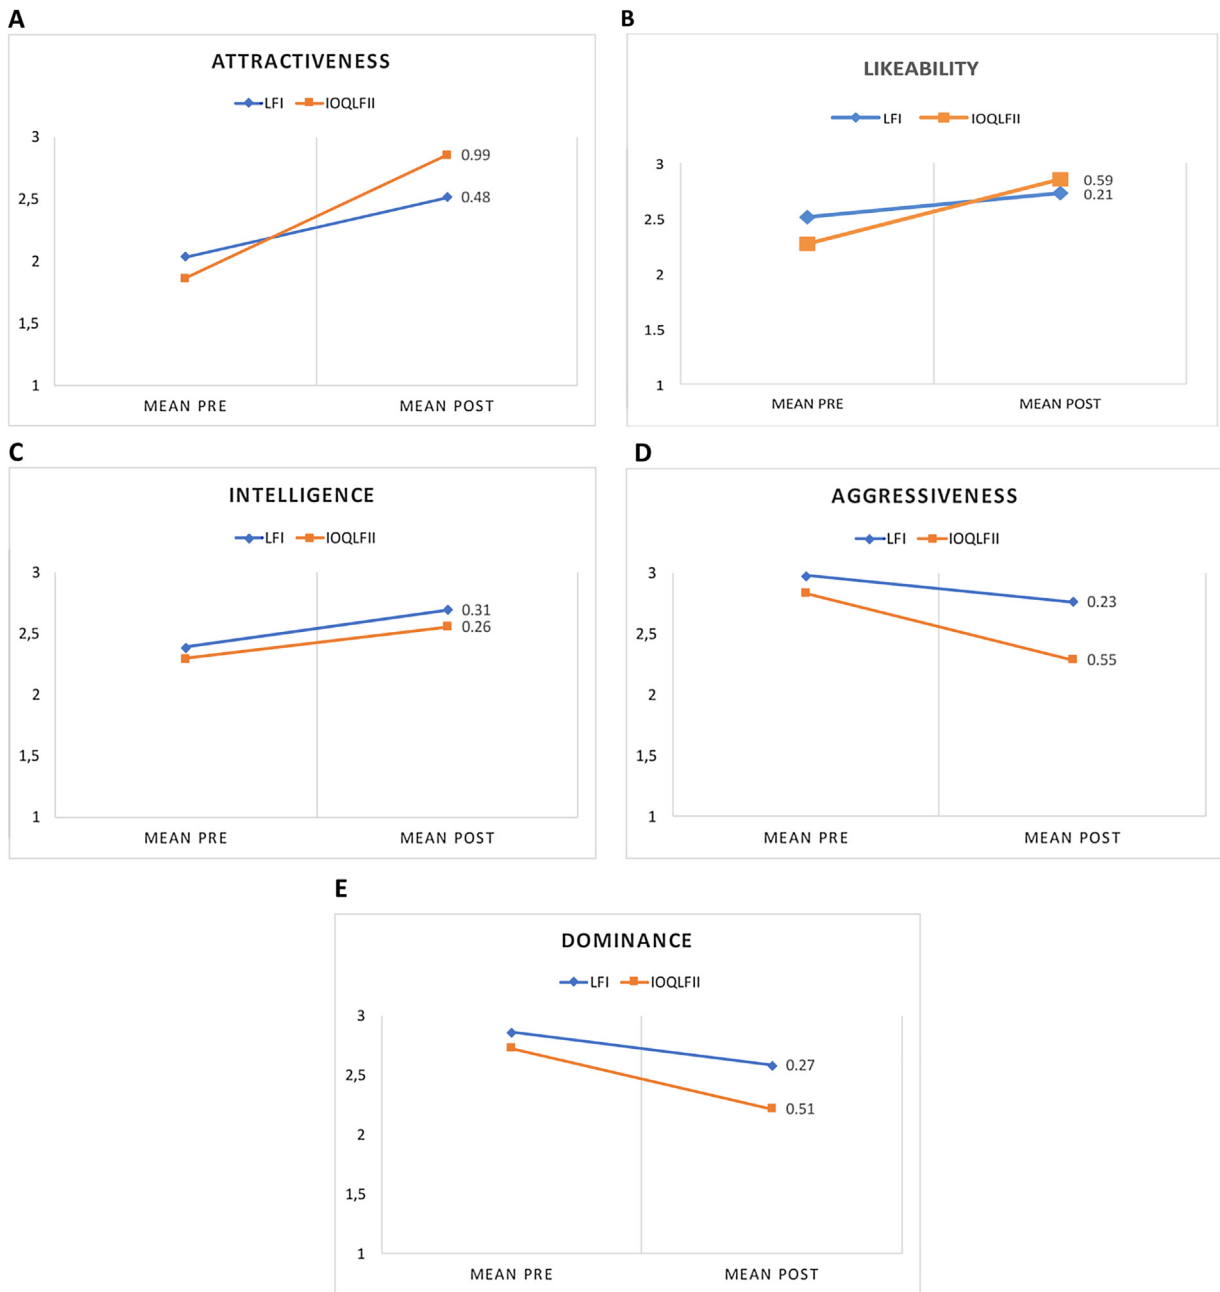 A
ATTRACTIVENESS
LFI IOQLFII
3
2,5
2
1,5
1
0.99
0.48
MEAN PRE MEAN POST
B
LIKEABILITY
LFI IOQLFII
3
2.5
2
1.5
1
0.59
0.21
MEAN PRE MEAN POST
C
INTELLIGENCE
LFI IOQLFII
3
2,5
2
1,5
1
0.31
0.26
MEAN PRE MEAN POST
D
AGGRESSIVENESS
LFI IOQLFII
3
2,5
2
1,5
1
0.23
0.55
MEAN PRE MEAN POST
E
DOMINANCE
LFI IOQLFII
3
2,5
2
1,5
1
0.27
0.51
MEAN PRE MEAN POST